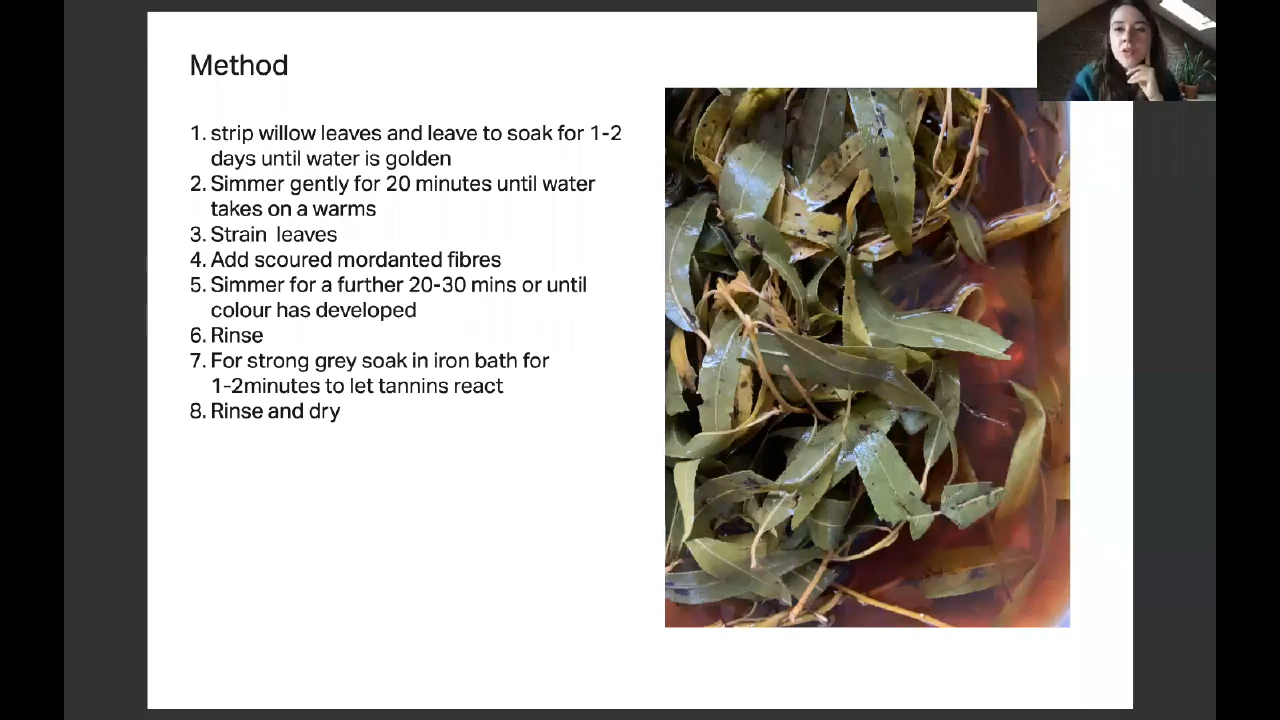 Method
1. strip willow leaves and leave to soak for 1-2
days until water is golden
2. Simmer gently for 20 minutes until water
takes on a warms
3. Strain leaves
4. Add scoured mordanted fibres
5. Simmer for a further 20-30 mins or until
colour has developed
6. Rinse
7. For strong grey soak in iron bath for
1-2minutes to let tannins react
8. Rinse and dry